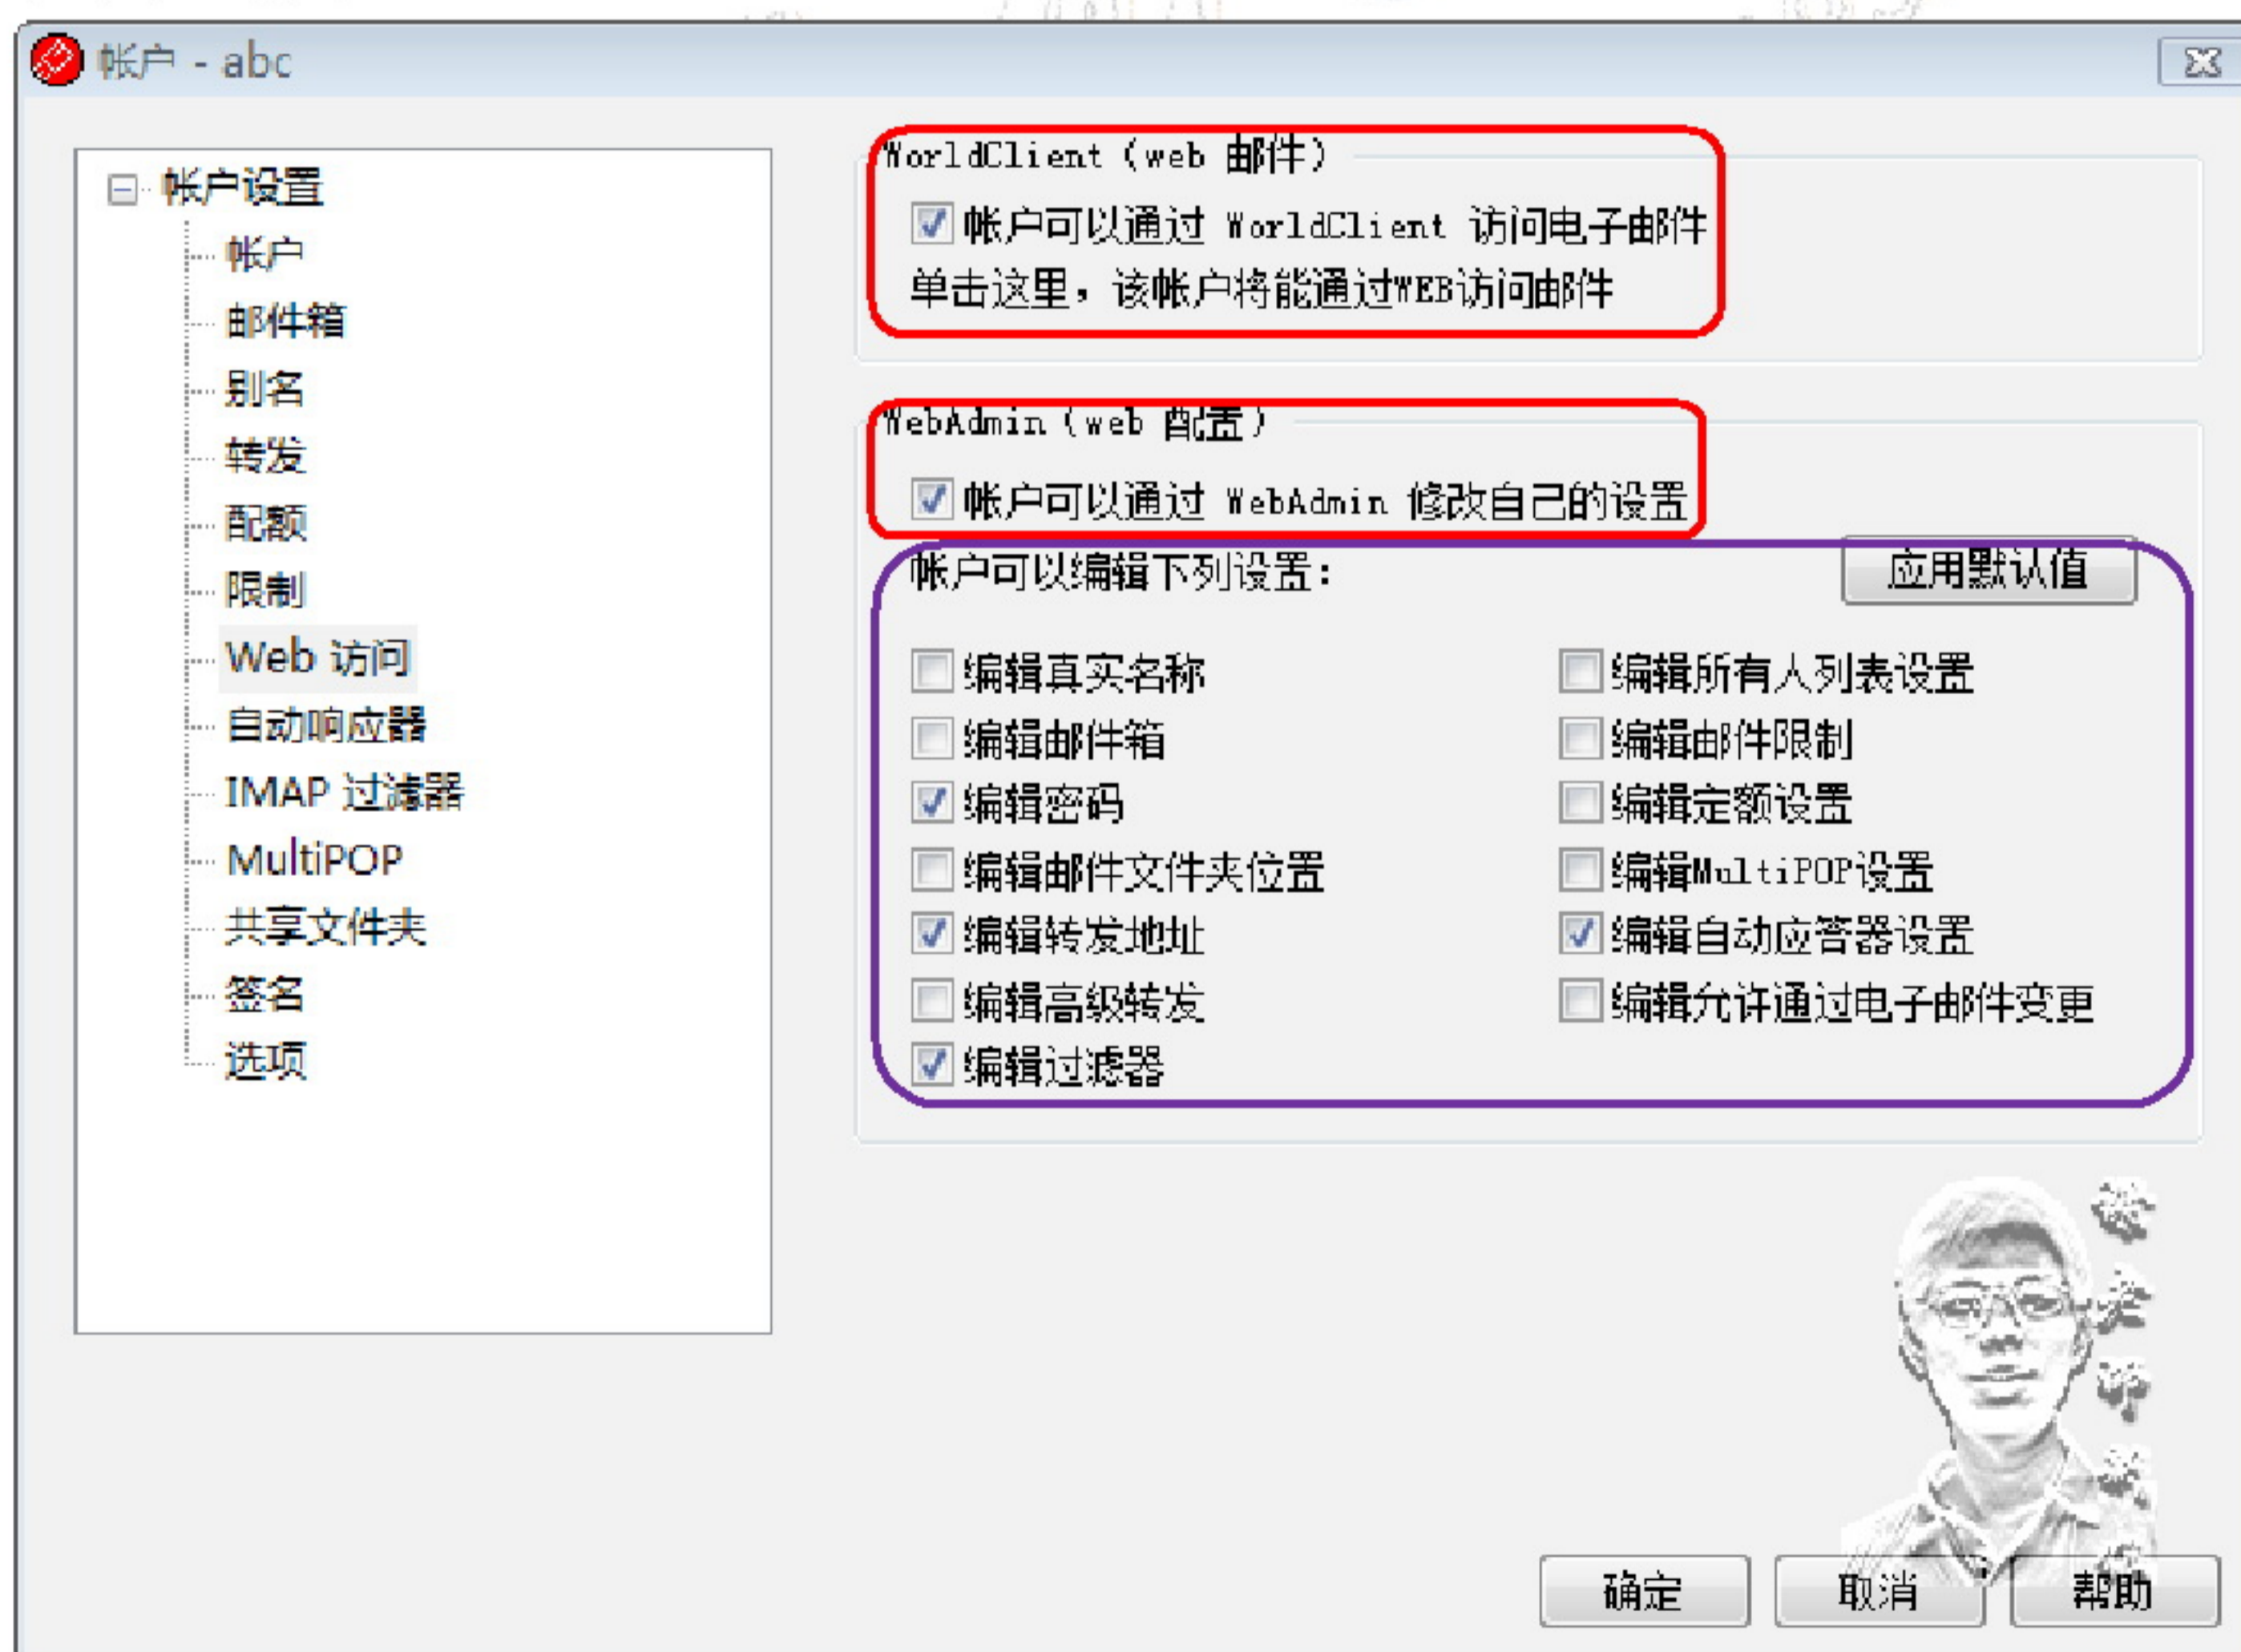 帐户 - abc
帐户设置
帐户
邮件箱
别名
转发
配额
限制
Web 访问
自动响应器
IMAP 过滤器
MultiPOP
共享文件夹
签名
选项
WorldClient (web 邮件)
帐户可以通过 WorldClient 访问电子邮件
单击这里，该帐户将能通过WEB访问邮件
WebAdmin (web 配置)
帐户可以通过 WebAdmin 修改自己的设置
帐户可以编辑下列设置：
应用默认值
编辑真实名称
编辑邮件箱
编辑密码
编辑邮件文件夹位置
编辑转发地址
编辑高级转发
编辑过滤器
编辑所有人列表设置
编辑邮件限制
编辑定额设置
编辑MultiPOP设置
编辑自动应答器设置
编辑允许通过电子邮件变更
确定
取消
帮助